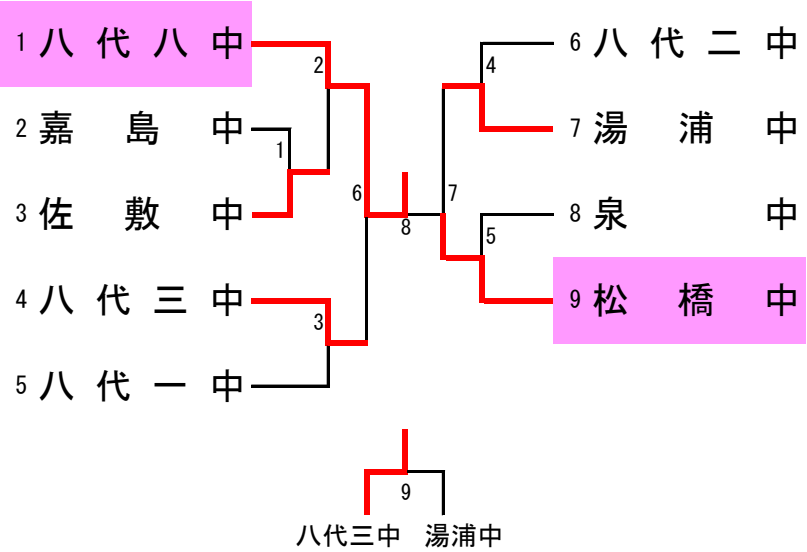 1 八代八中
2 嘉島中
3 佐敷中
4 八代三中
5 八代一中
2
1
6
3
8
4
7
5
6 八代二中
7 湯浦中
8 泉中
9 松橋中
9
八代三中 湯浦中